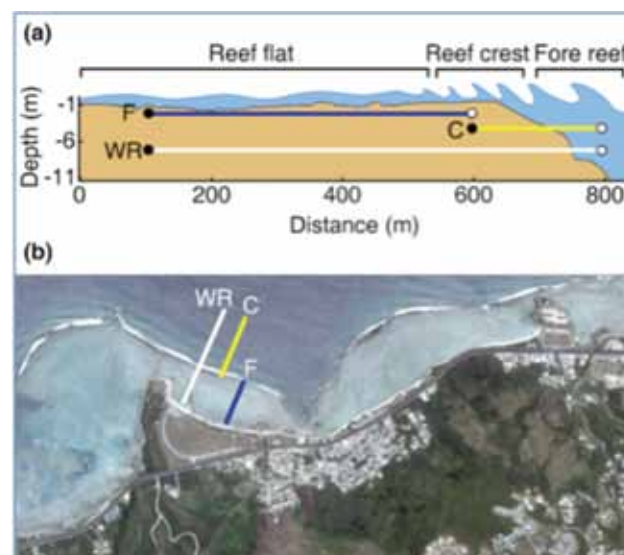 (a)
Reef flat Reef crest Fore reef
Depth (m)
-1
-6
-11
F
C
WR
0 200 400 600 800
Distance (m)
(b)
WR
C
F